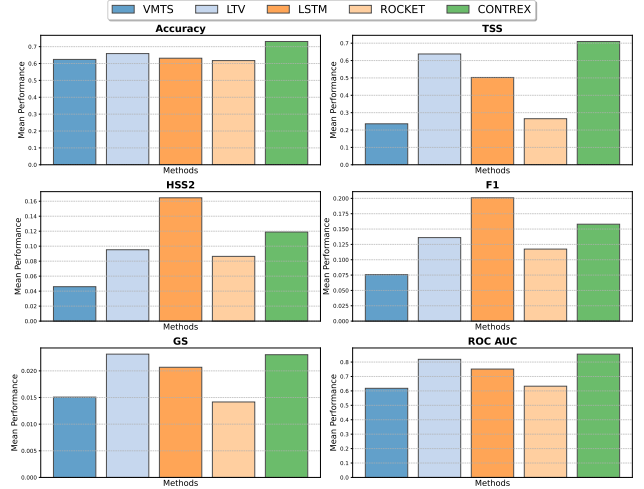 VMTS LTV LSTM ROCKET CONTREX
Accuracy
Mean Performance
0.7
0.6
0.5
0.4
0.3
0.2
0.1
0.0
Methods
TSS
Mean Performance
0.7
0.6
0.5
0.4
0.3
0.2
0.1
0.0
Methods
HSS2
Mean Performance
0.16
0.14
0.12
0.10
0.08
0.06
0.04
0.02
0.00
Methods
F1
Mean Performance
0.200
0.175
0.150
0.125
0.100
0.075
0.050
0.025
0.000
Methods
GS
Mean Performance
0.020
0.015
0.010
0.005
0.000
Methods
ROC AUC
Mean Performance
0.8
0.7
0.6
0.5
0.4
0.3
0.2
0.1
0.0
Methods